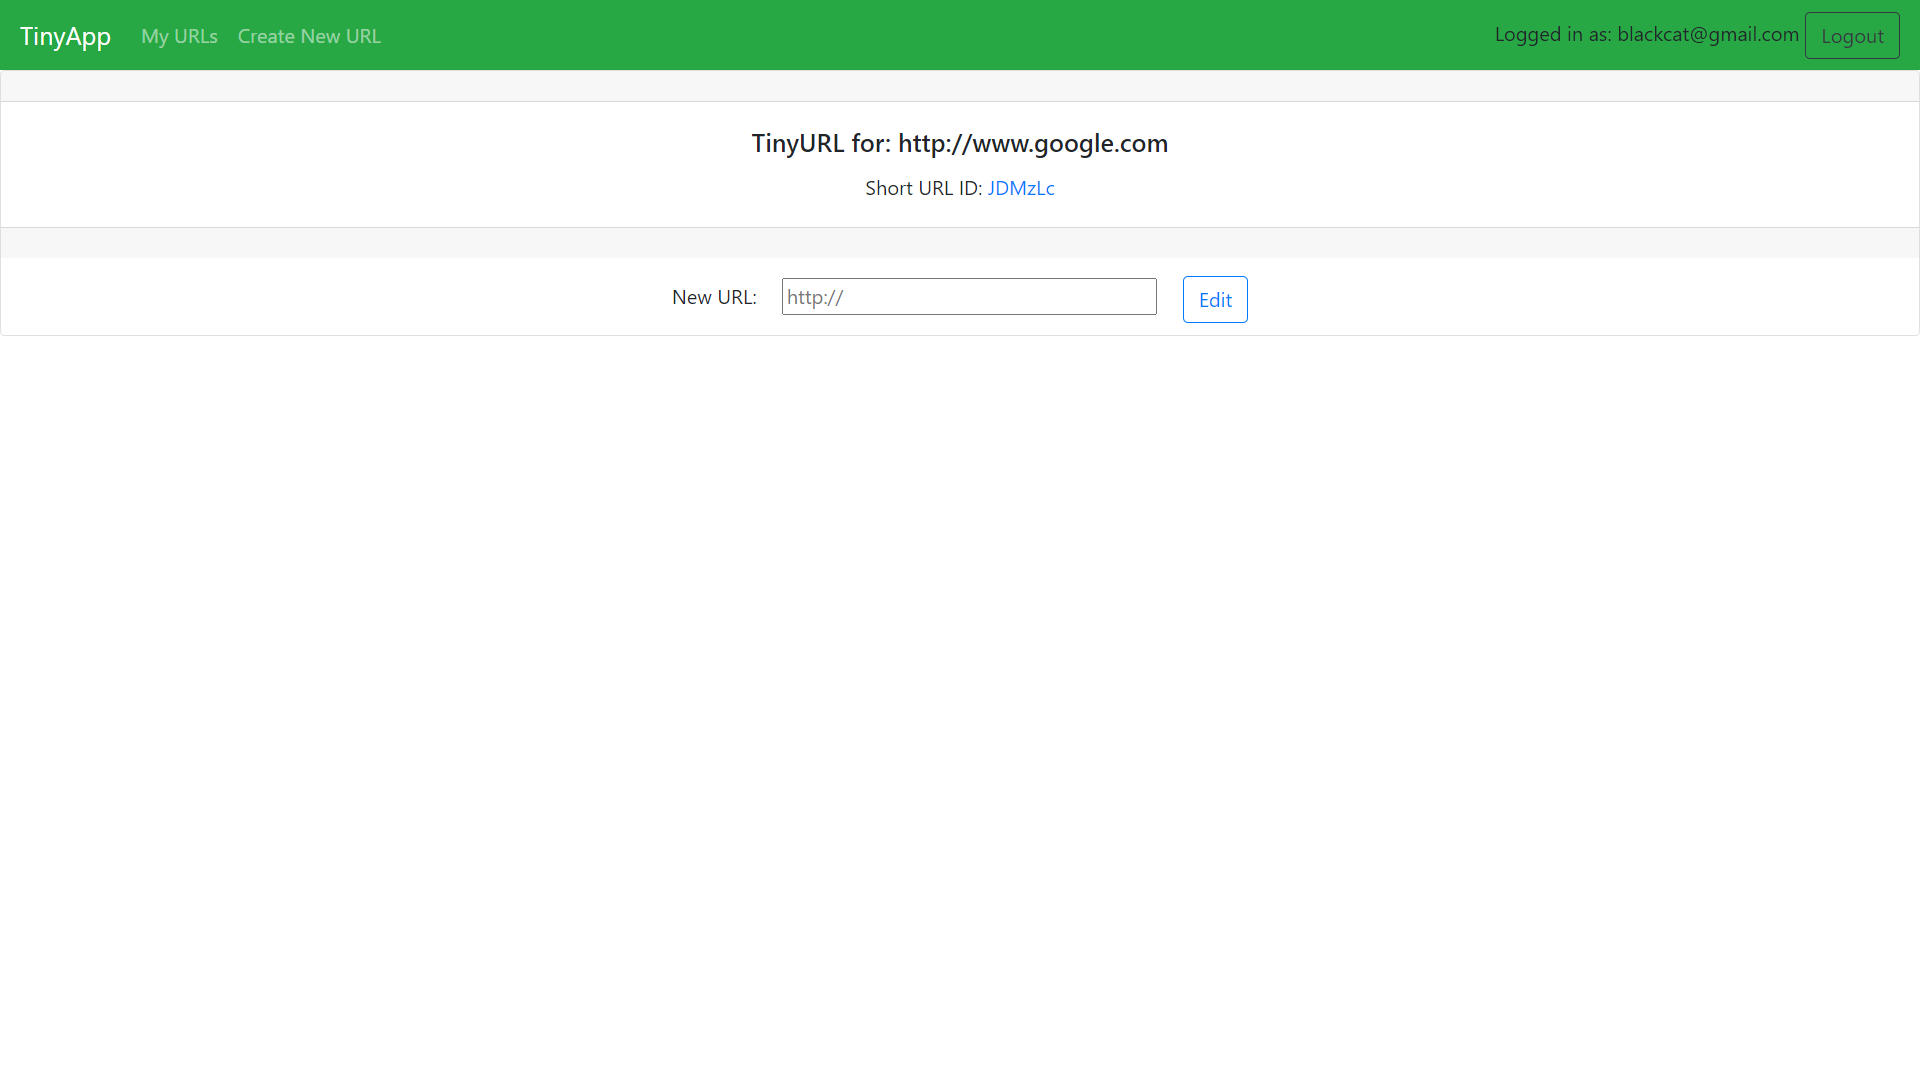 TinyApp My URLs Create New URL Logged in as: blackcat@gmail.com Logout
TinyURL for: http://www.google.com
Short URL ID: JDMzLc
New URL: http:// Edit